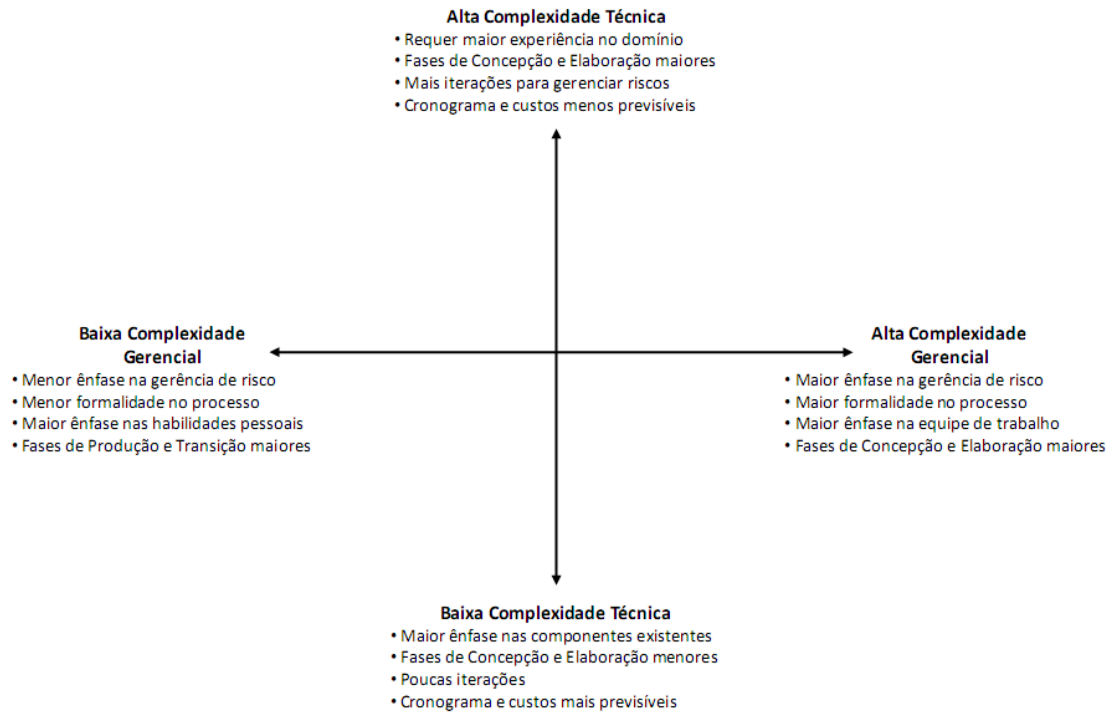 Alta Complexidade Técnica
• Requer maior experiência no domínio
• Fases de Concepção e Elaboração maiores
• Mais iterações para gerenciar riscos
• Cronograma e custos menos previsíveis
Baixa Complexidade
Gerencial
• Menor ênfase na gerência de risco
• Menor formalidade no processo
• Maior ênfase nas habilidades pessoais
• Fases de Produção e Transição maiores
Alta Complexidade
Gerencial
• Maior ênfase na gerência de risco
• Maior formalidade no processo
• Maior ênfase na equipe de trabalho
• Fases de Concepção e Elaboração maiores
Baixa Complexidade Técnica
• Maior ênfase nas componentes existentes
• Fases de Concepção e Elaboração menores
• Poucas iterações
• Cronograma e custos mais previsíveis